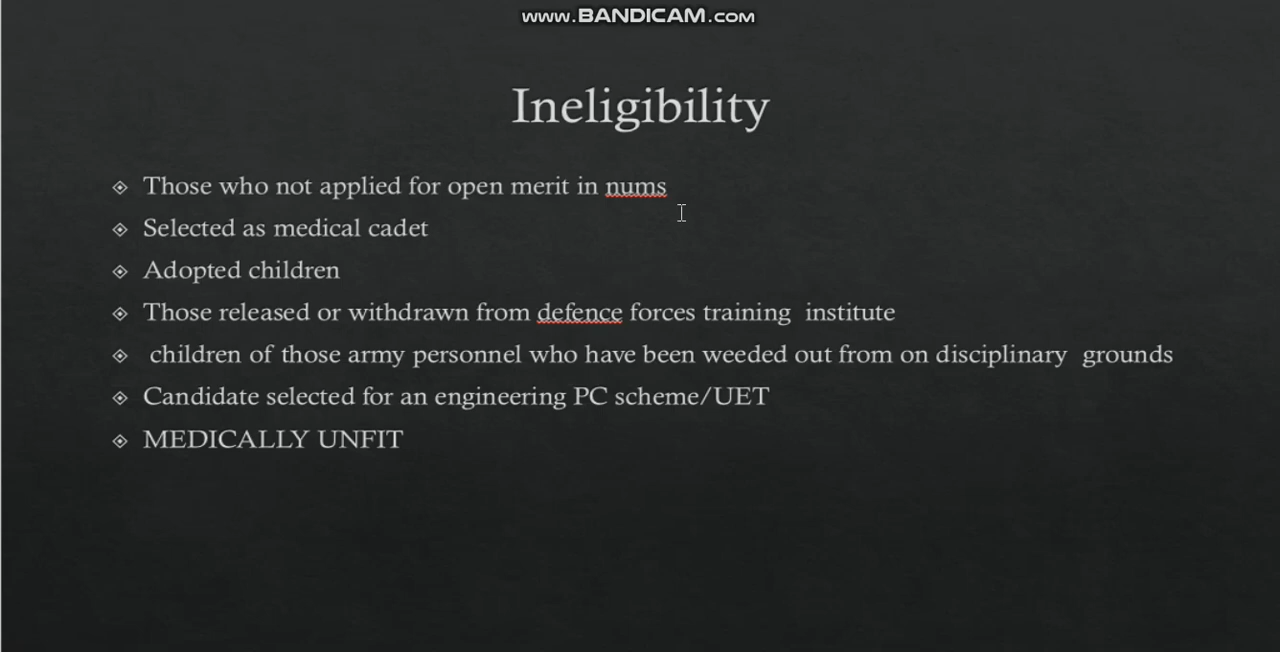 www.BANDICAM.com
Ineligibility
Those who not applied for open merit in nums
Selected as medical cadet
Adopted children
Those released or withdrawn from defence forces training  institute
children of those army personnel who have been weeded out from on disciplinary  grounds
Candidate selected for an engineering PC scheme/UET
MEDICALLY UNFIT